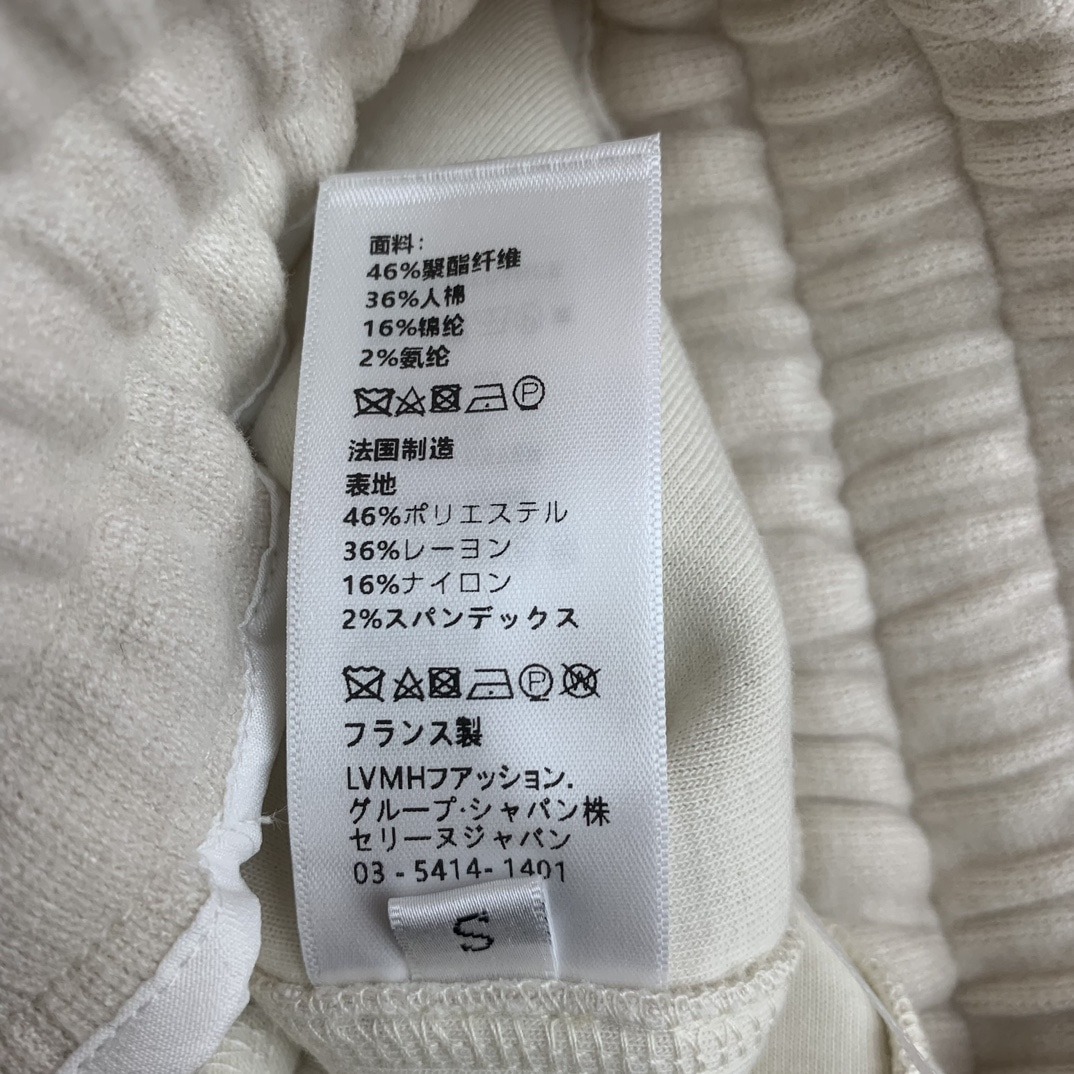 面料:
46%聚酯纤维
36%人棉
16%锦纶
2%氨纶
P
法国制造
表地
46%ポリエステル
36%レーヨン
16%ナイロン
2%スパンデックス
P W
フランス製
LVMHフアッション.
グループ·シャバン株
セリーヌジャバン
03 - 5414- 1401
S